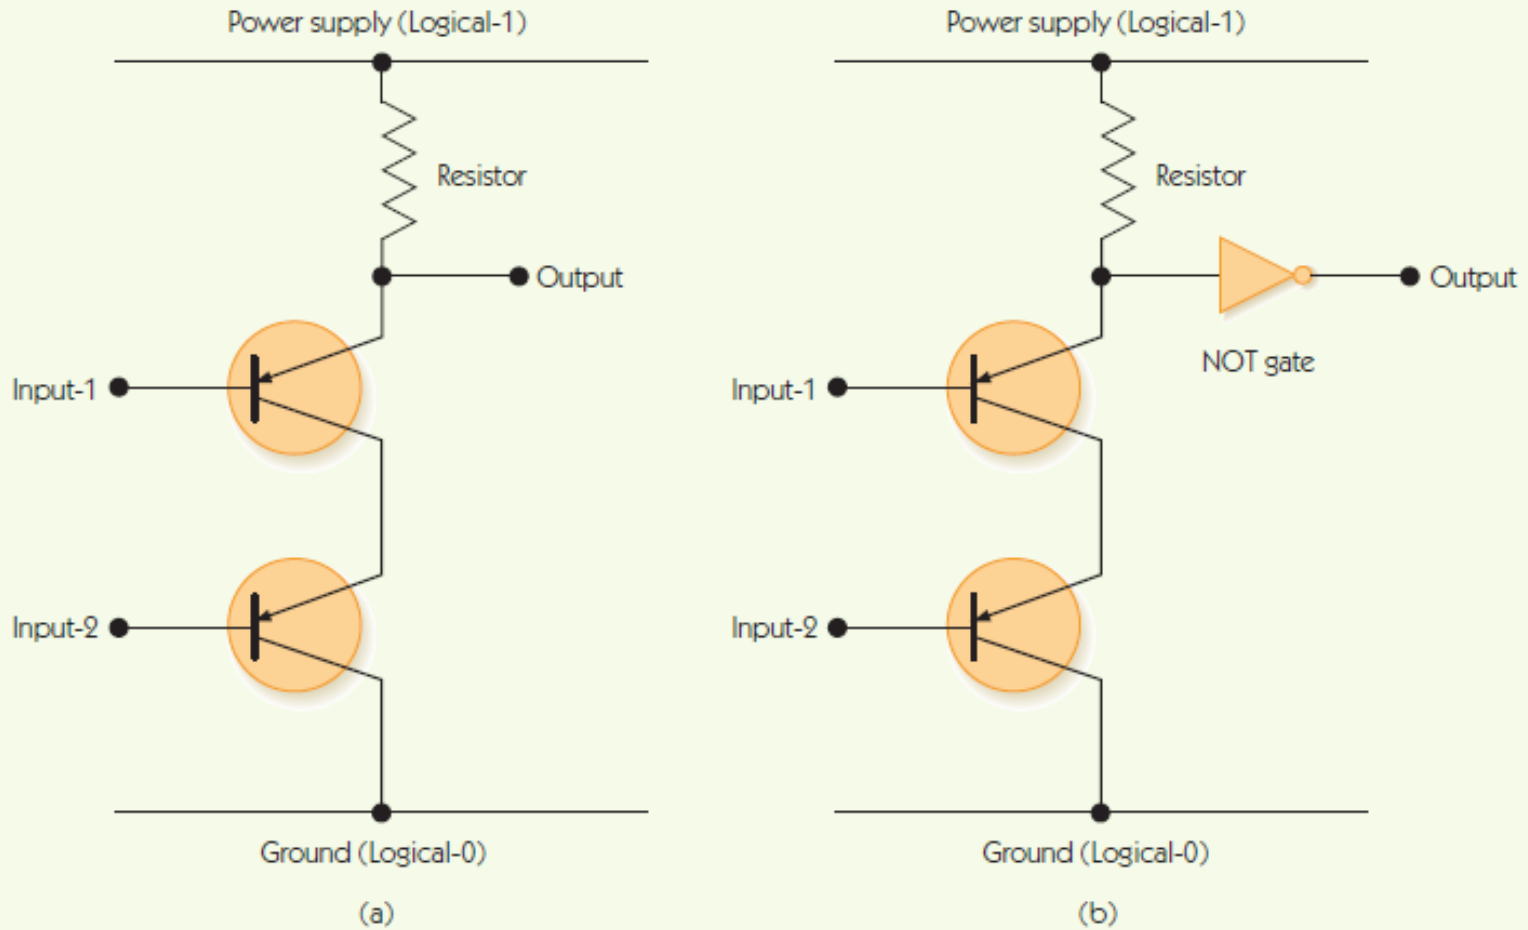 Power supply (Logical-1)
Resistor
Output
Input-1
Input-2
Ground (Logical-0)
(a)
Power supply (Logical-1)
Resistor
Output
NOT gate
Input-1
Input-2
Ground (Logical-0)
(b)